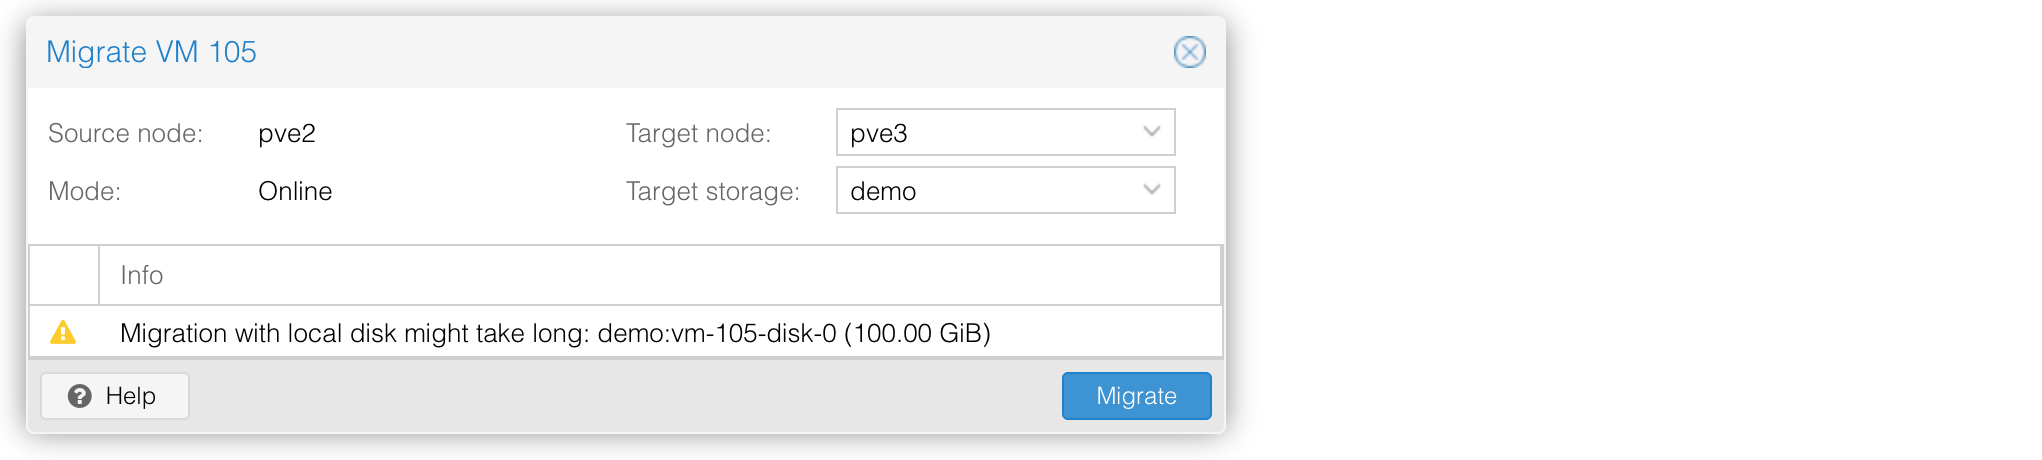 Migrate VM 105
Source node: pve2 Target node: pve3
Mode: Online Target storage: demo
Info
Migration with local disk might take long: demo:vm-105-disk-0 (100.00 GiB)
Help Migrate